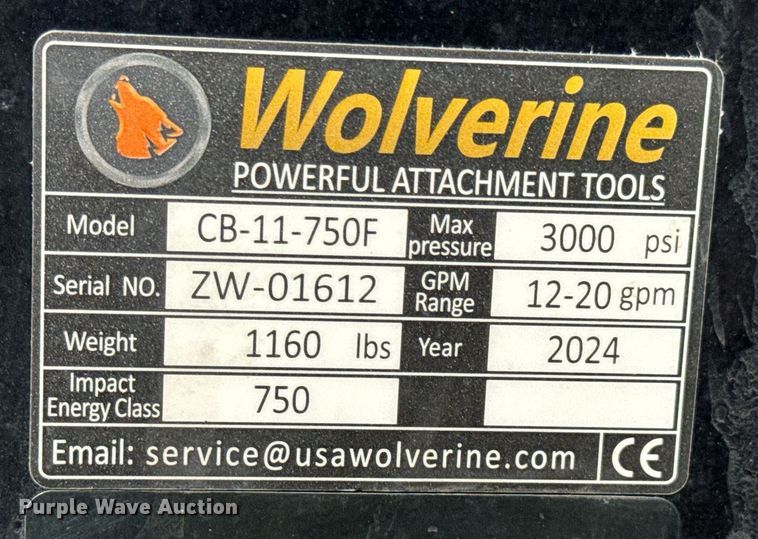 Wolverine
POWERFUL ATTACHMENT TOOLS
Model CB-11-750F Max pressure 3000 psi
Serial NO. ZW-01612 GPM Range 12-20 gpm
Weight 1160 lbs Year 2024
Impact Energy Class 750
Email: service@usawolverine.com CE
Purple Wave Auction